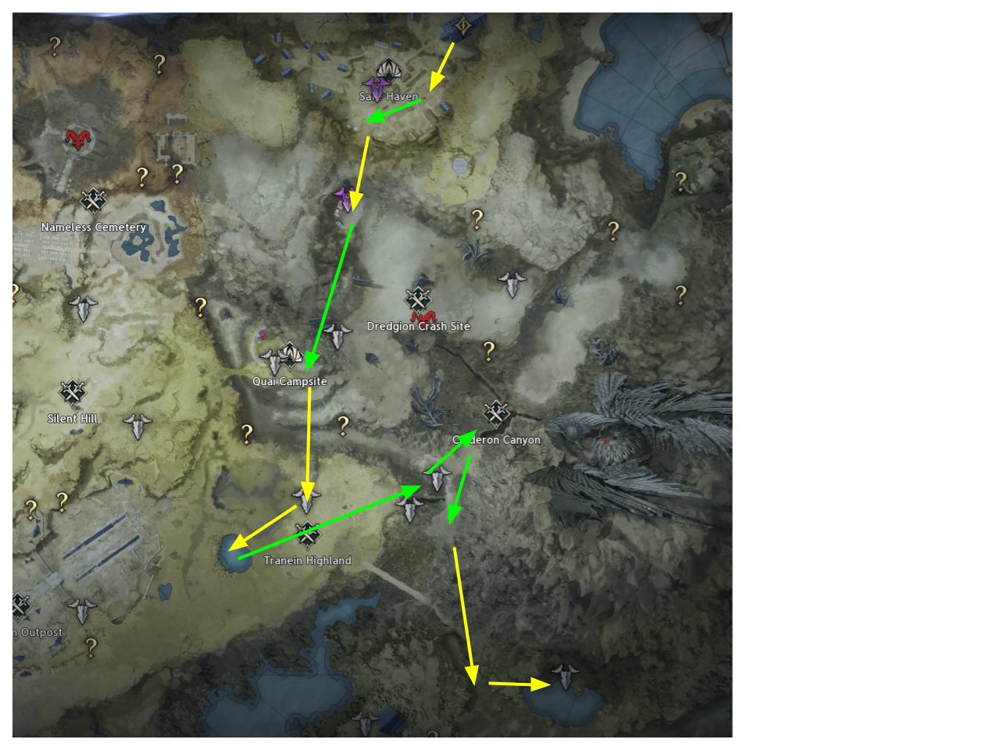 Nameless Cemetery
Dredgion Crash Site
Quai Campsite
Silent Hill
Tranein Highland
Outpost